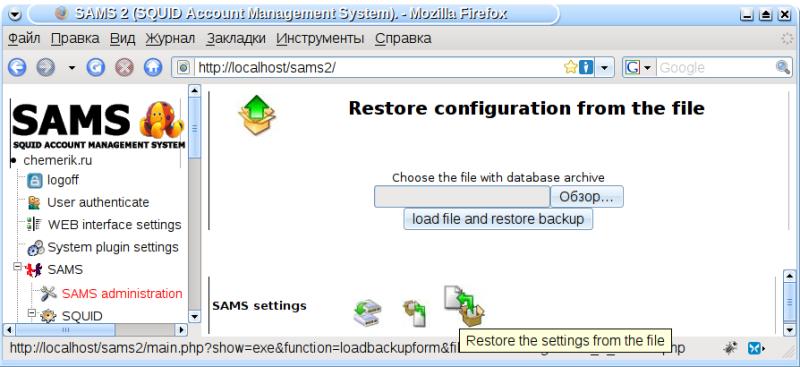 SAMS 2 (SQUID Account Management System). - Mozilla Firefox
Файл Правка Вид Журнал Закладки Инструменты Справка
http://localhost/sams2/
G Google
SAMS
SQUID ACCOUNT MANAGEMENT SYSTEM
chemerik.ru
logoff
User authenticate
WEB interface settings
System plugin settings
SAMS
SAMS administration
SQUID
Restore configuration from the file
Choose the file with database archive
Обзор...
load file and restore backup
SAMS settings
Restore the settings from the file
http://localhost/sams2/main.php?show=exe&function=loadbackupform&fil
php